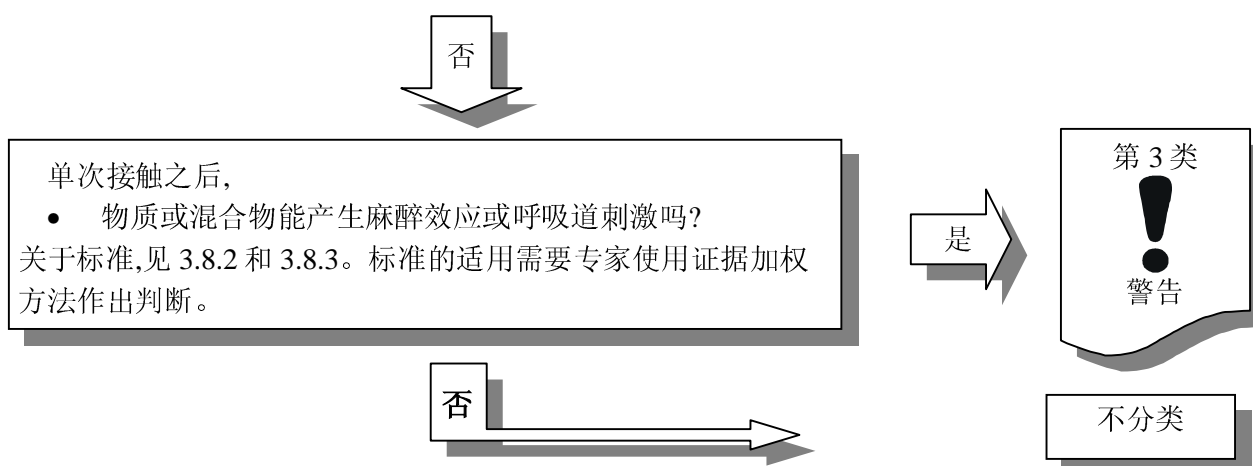 否
单次接触之后,
• 物质或混合物能产生麻醉效应或呼吸道刺激吗?
关于标准,见 3.8.2 和 3.8.3。标准的适用需要专家使用证据加权
方法作出判断。
是
第 3 类
警告
否
不分类